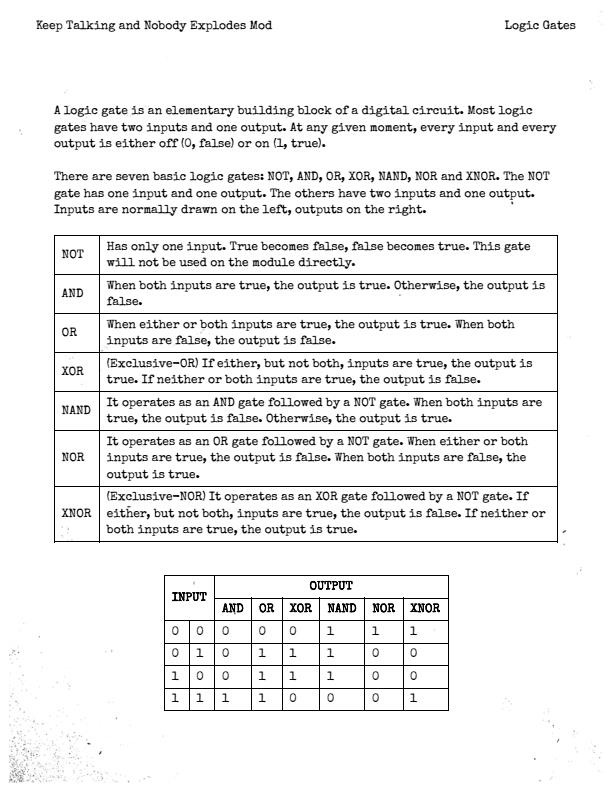 Keep Talking and Nobody Explodes Mod
Logic Gates
A logic gate is an elementary building block of a digital circuit. Most logic
gates have two inputs and one output. At any given moment, every input and every
output is either off (0, false) or on (1, true).
There are seven basic logic gates: NOT, AND, OR, XOR, NAND, NOR and XNOR. The NOT
gate has one input and one output. The others have two inputs and one output.
Inputs are normally drawn on the left, outputs on the right.
NOT
Has only one input. True becomes false, false becomes true. This gate
will not be used on the module directly.
AND
When both inputs are true, the output is true. Otherwise, the output is
false.
OR
When either or both inputs are true, the output is true. When both
inputs are false, the output is false.
XOR
(Exclusive-OR) If either, but not both, inputs are true, the output is
true. If neither or both inputs are true, the output is false.
NAND
It operates as an AND gate followed by a NOT gate. When both inputs are
true, the output is false. Otherwise, the output is true.
NOR
It operates as an OR gate followed by a NOT gate. When either or both
inputs are true, the output is false. When both inputs are false, the
output is true.
XNOR
(Exclusive-NOR) It operates as an XOR gate followed by a NOT gate. If
either, but not both, inputs are true, the output is false. If neither or
both inputs are true, the output is true.
INPUT OUTPUT
AND OR XOR NAND NOR XNOR
0 0 0 0 0 1 1 1
0 1 0 1 1 1 0 0
1 0 0 1 1 1 0 0
1 1 1 1 0 0 0 1